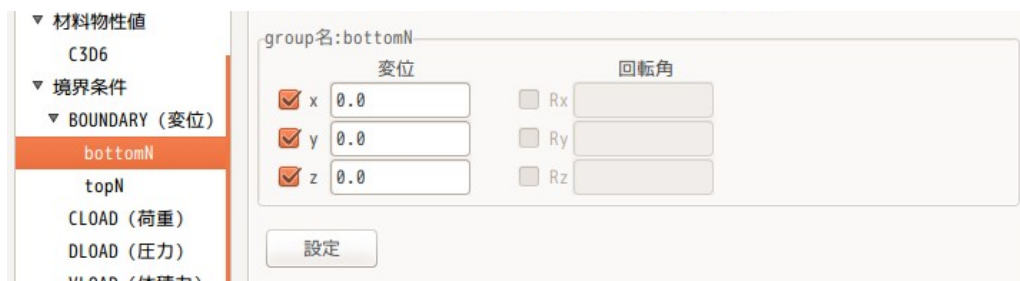 ▼ 材料物性値
C3D6
▼ 境界条件
▼ BOUNDARY (変位)
bottomN
topN
CLOAD (荷重)
DLOAD (圧力)
group名:bottomN
変位 回転角
x 0.0 Rx
y 0.0 Ry
z 0.0 Rz
設定